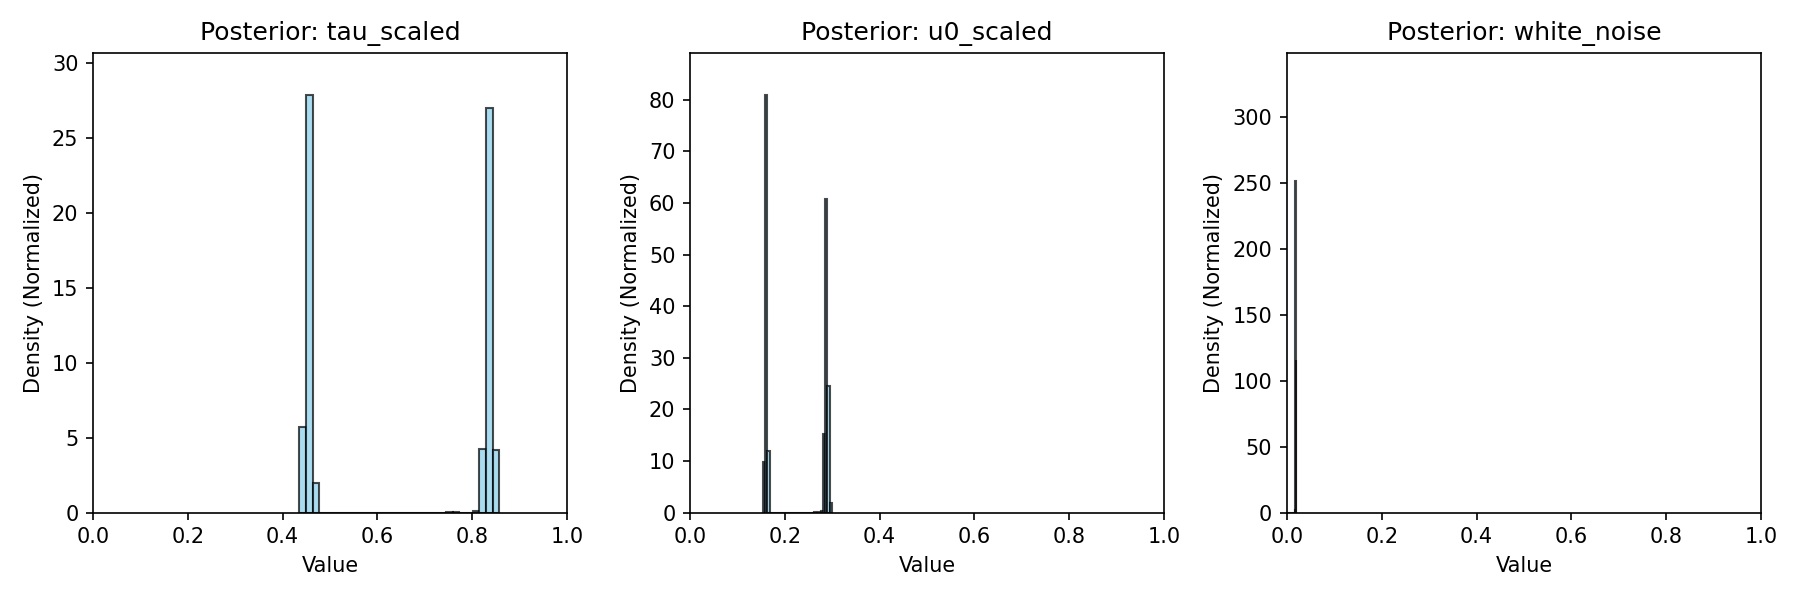 Posterior: tau_scaled
Density (Normalized)
30
25
20
15
10
5
0
0.0 0.2 0.4 0.6 0.8 1.0
Value
Posterior: u0_scaled
Density (Normalized)
80
70
60
50
40
30
20
10
0
0.0 0.2 0.4 0.6 0.8 1.0
Value
Posterior: white_noise
Density (Normalized)
300
250
200
150
100
50
0
0.0 0.2 0.4 0.6 0.8 1.0
Value